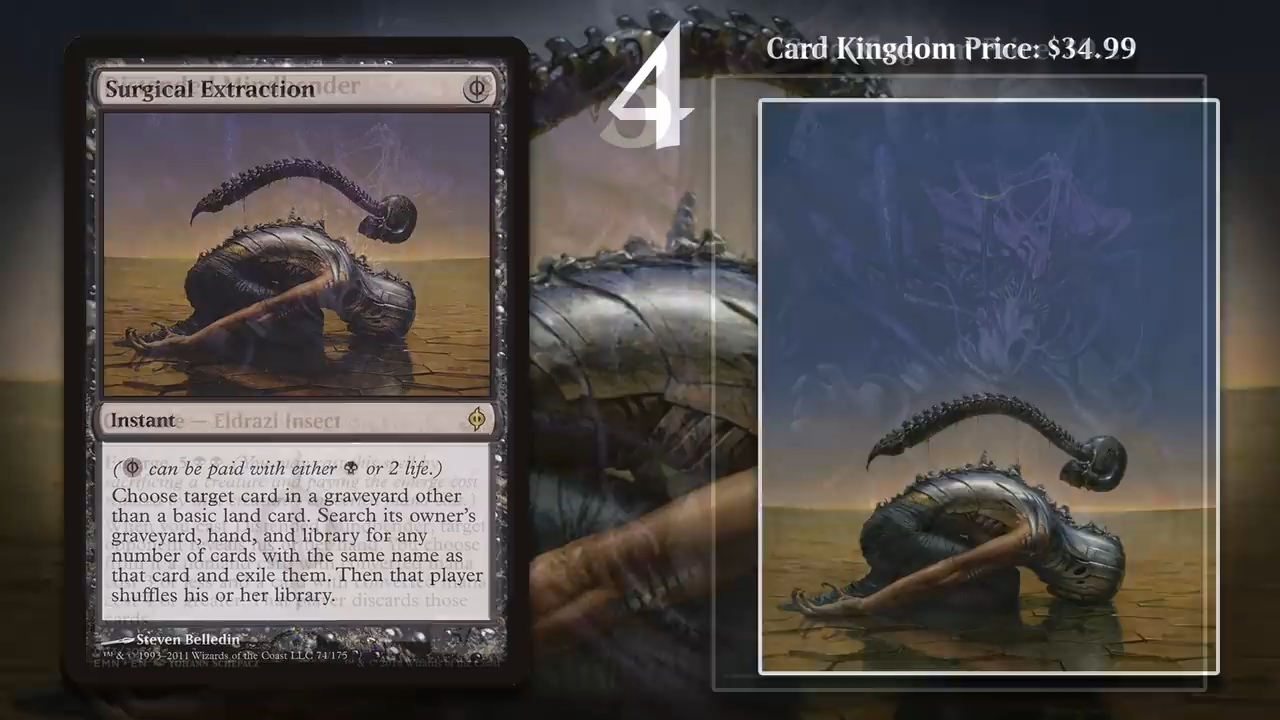 Surgical Extraction
4
Card Kingdom Price: $34.99
Instant
— Eldrazi Insect
( can be paid with either or 2 life.)
Choose target card in a graveyard other
than a basic land card. Search its owner's
graveyard, hand, and library for any
number of cards with the same name as
that card and exile them. Then that player
shuffles his or her library.
Steven Belledin
™ & © 1993–2011 Wizards of the Coast LLC 74/175